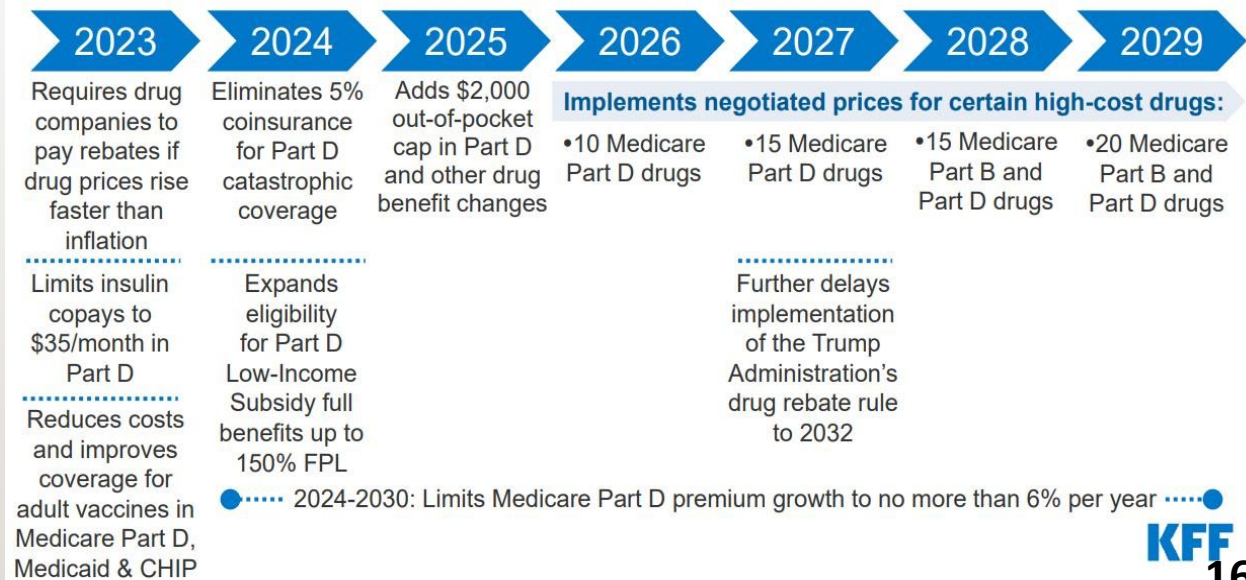 2023
2024
2025
2026
2027
2028
2029
Requires drug
companies to
pay rebates if
drug prices rise
faster than
inflation
Limits insulin
copays to
$35/month in
Part D
Reduces costs
and improves
coverage for
adult vaccines in
Medicare Part D,
Medicaid & CHIP
Eliminates 5%
coinsurance
for Part D
catastrophic
coverage
Expands
eligibility
for Part D
Low-Income
Subsidy full
benefits up to
150% FPL
Adds $2,000
out-of-pocket
cap in Part D
and other drug
benefit changes
Implements negotiated prices for certain high-cost drugs:
•10 Medicare
Part D drugs
•15 Medicare
Part D drugs
Further delays
implementation
of the Trump
Administration’s
drug rebate rule
to 2032
•15 Medicare
Part B and
Part D drugs
•20 Medicare
Part B and
Part D drugs
2024-2030: Limits Medicare Part D premium growth to no more than 6% per year
KFF
16